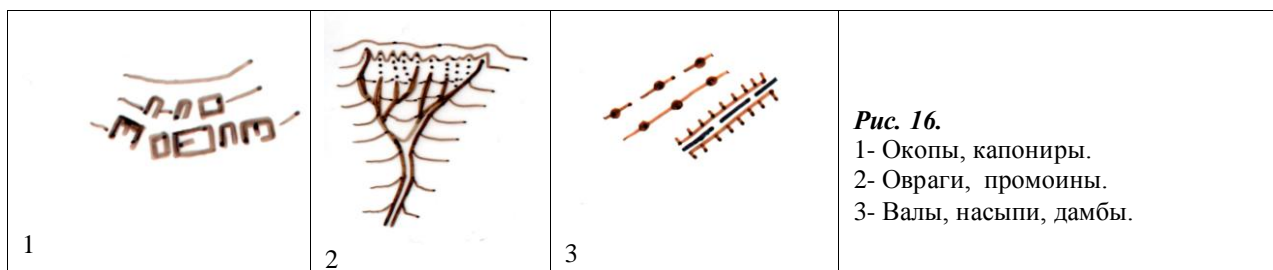 1
2
3
Рис. 16.
1- Окопы, капониры.
2- Овраги, промоины.
3- Валы, насыпи, дамбы.